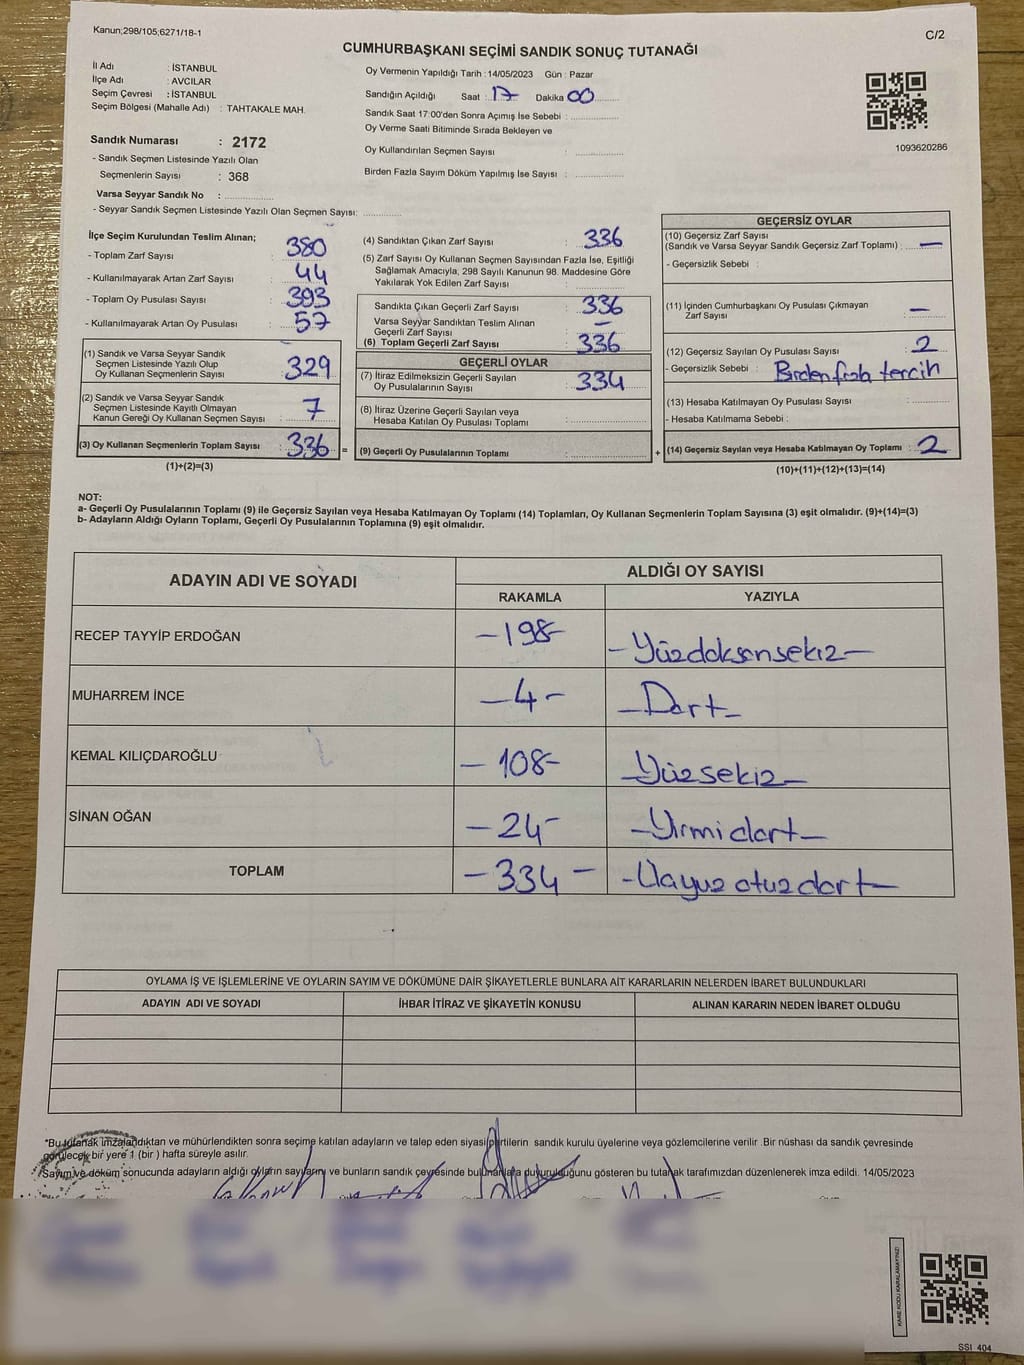 Kanun;298/105;6271/18-1
C/2
CUMHURBAŞKANI SEÇİMİ SANDIK SONUÇ TUTANAĞI
İl Adı : İSTANBUL
İlçe Adı : AVCILAR
Seçim Çevresi : İSTANBUL
Seçim Bölgesi (Mahalle Adı) : TAHTAKALE MAH.
Sandık Numarası : 2172
- Sandık Seçmen Listesinde Yazılı Olan
Seçmenlerin Sayısı : 368
Varsa Seyyar Sandık No :
- Seyyar Sandık Seçmen Listesinde Yazılı Olan Seçmen Sayısı:
Oy Vermenin Yapıldığı Tarih :14/05/2023 Gün : Pazar
Sandığın Açıldığı Saat : 17 Dakika 00
Sandık Saat 17:00'den Sonra Açımış İse Sebebi :
Oy Verme Saati Bitiminde Sırada Bekleyen ve
Oy Kullandırılan Seçmen Sayısı :
Birden Fazla Sayım Döküm Yapılmış İse Sayısı :
1093620286
İlçe Seçim Kurulundan Teslim Alınan;
- Toplam Zarf Sayısı : 380
- Kullanılmayarak Artan Zarf Sayısı : 44
- Toplam Oy Pusulası Sayısı : 393
- Kullanılmayarak Artan Oy Pusulası : 57
(1) Sandık ve Varsa Seyyar Sandık
Seçmen Listesinde Yazılı Olup
Oy Kullanan Seçmenlerin Sayısı : 329
(2) Sandık ve Varsa Seyyar Sandık
Seçmen Listesinde Kayıtlı Olmayan
Kanun Gereği Oy Kullanan Seçmen Sayısı : 7
(3) Oy Kullanan Seçmenlerin Toplam Sayısı : 336 =
(1)+(2)=(3)
(4) Sandıktan Çıkan Zarf Sayısı : 336
(5) Zarf Sayısı Oy Kullanan Seçmen Sayısından Fazla İse, Eşitliği
Sağlamak Amacıyla, 298 Sayılı Kanunun 98. Maddesine Göre
Yakılarak Yok Edilen Zarf Sayısı :
Sandıkta Çıkan Geçerli Zarf Sayısı : 336
Varsa Seyyar Sandıktan Teslim Alınan
Geçerli Zarf Sayısı : —
(6) Toplam Geçerli Zarf Sayısı : 336
GEÇERLİ OYLAR
(7) İtiraz Edilmeksizin Geçerli Sayılan
Oy Pusulalarının Sayısı : 334
(8) İtiraz Üzerine Geçerli Sayılan veya
Hesaba Katılan Oy Pusulası Toplamı :
(9) Geçerli Oy Pusulalarının Toplamı : +
GEÇERSİZ OYLAR
(10) Geçersiz Zarf Sayısı
(Sandık ve Varsa Seyyar Sandık Geçersiz Zarf Toplamı) : —
- Geçersizlik Sebebi :
(11) İçinden Cumhurbaşkanı Oy Pusulası Çıkmayan
Zarf Sayısı : —
(12) Geçersiz Sayılan Oy Pusulası Sayısı : 2
- Geçersizlik Sebebi : Birden fazla tercih
(13) Hesaba Katılmayan Oy Pusulası Sayısı :
- Hesaba Katılmama Sebebi :
(14) Geçersiz Sayılan veya Hesaba Katılmayan Oy Toplamı : 2
(10)+(11)+(12)+(13)=(14)
NOT:
a- Geçerli Oy Pusulalarının Toplamı (9) ile Geçersiz Sayılan veya Hesaba Katılmayan Oy Toplamı (14) Toplamları, Oy Kullanan Seçmenlerin Toplam Sayısına (3) eşit olmalıdır. (9)+(14)=(3)
b- Adayların Aldığı Oyların Toplamı, Geçerli Oy Pusulalarının Toplamına (9) eşit olmalıdır.
ADAYIN ADI VE SOYADI ALDIĞI OY SAYISI
RAKAMLA YAZIYLA
RECEP TAYYİP ERDOĞAN -198- -Yüzdoksansekiz-
MUHARREM İNCE -4- -Dört-
KEMAL KILIÇDAROĞLU -108- -Yüzsekiz-
SİNAN OĞAN -24- -Yirmidört-
TOPLAM -334- -Üçyüz otuzdört-
OYLAMA İŞ VE İŞLEMLERİNE VE OYLARIN SAYIM VE DÖKÜMÜNE DAİR ŞİKAYETLERLE BUNLARA AİT KARARLARIN NELERDEN İBARET BULUNDUKLARI
ADAYIN ADI VE SOYADI İHBAR İTİRAZ VE ŞİKAYETİN KONUSU ALINAN KARARIN NEDEN İBARET OLDUĞU
*Bu tutanak imzalandıktan ve mühürlendikten sonra seçime katılan adayların ve talep eden siyasi partilerin sandık kurulu üyelerine veya gözlemcilerine verilir .Bir nüshası da sandık çevresinde
görülecek bir yere 1 (bir ) hafta süreyle asılır.
Sayım ve döküm sonucunda adayların aldığı oyların sayılarını ve bunların sandık çevresinde bulunanlara duyurulduğunu gösteren bu tutanak tarafımızdan düzenlenerek imza edildi. 14/05/2023
KARE KODU KARALAMAYINIZ!
SSI 404